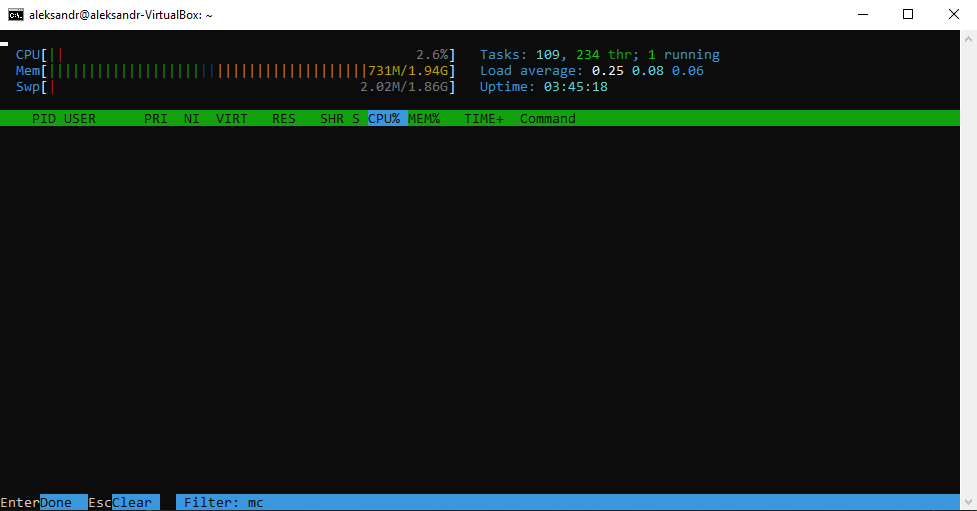 aleksandr@aleksandr-VirtualBox: ~
CPU[|| 2.6%] Tasks: 109, 234 thr; 1 running
Mem[||||||||||||||||||||||||||||||||||||||||731M/1.94G] Load average: 0.25 0.08 0.06
Swp[| 2.02M/1.86G] Uptime: 03:45:18
PID USER PRI NI VIRT RES SHR S CPU% MEM% TIME+ Command
EnterDone EscClear Filter: mc